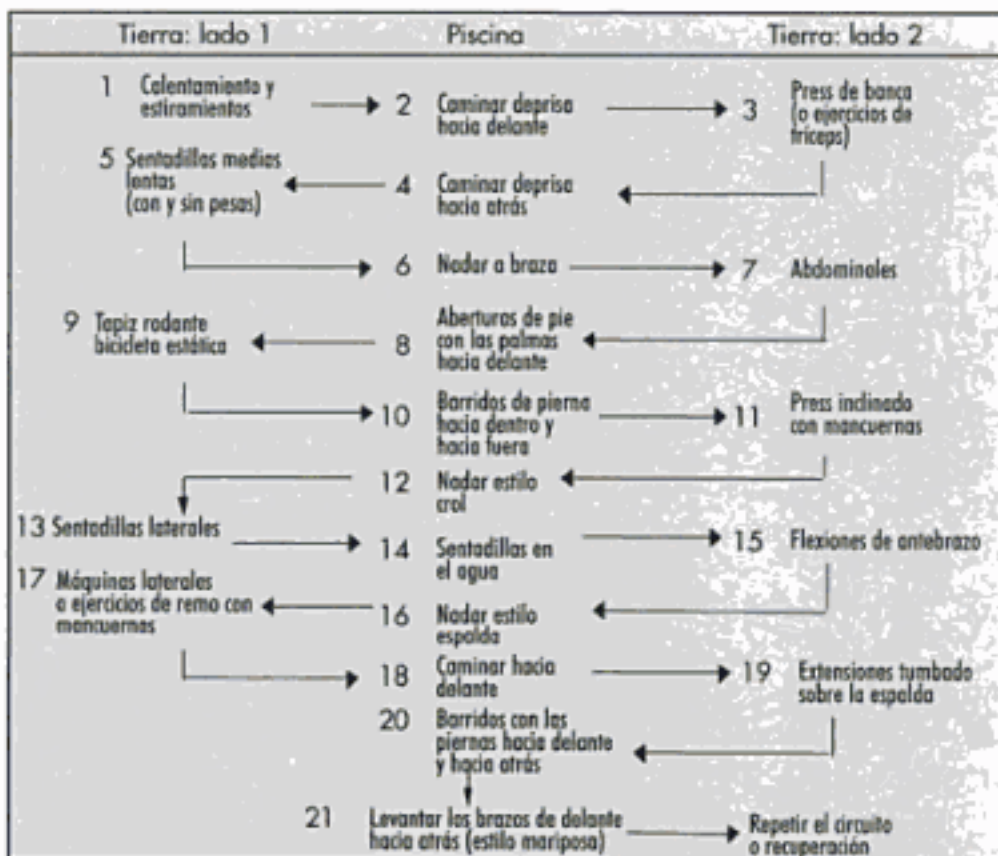 Tierra: lado 1 Piscina Tierra: lado 2
1 Calentamiento y
estiramientos
2 Caminar deprisa
hacia delante
3 Press de banca
(o ejercicios de
tríceps)
4 Caminar deprisa
hacia atrás
5 Sentadillas medias
lentas
(con y sin pesas)
6 Nadar a braza
7 Abdominales
8 Aberturas de pie
con las palmas
hacia delante
9 Tapiz rodante
bicicleta estática
10 Barridos de pierna
hacia dentro y
hacia fuera
11 Press inclinado
con mancuernas
12 Nadar estilo
crol
13 Sentadillas laterales
14 Sentadillas en
el agua
15 Flexiones de antebrazo
16 Nadar estilo
espalda
17 Máquinas laterales
o ejercicios de remo con
mancuernas
18 Caminar hacia
delante
19 Extensiones tumbado
sobre la espalda
20 Barridos con las
piernas hacia delante
y hacia atrás
21 Levantar los brazos de delante
hacia atrás (estilo mariposa)
Repetir el circuito
o recuperación